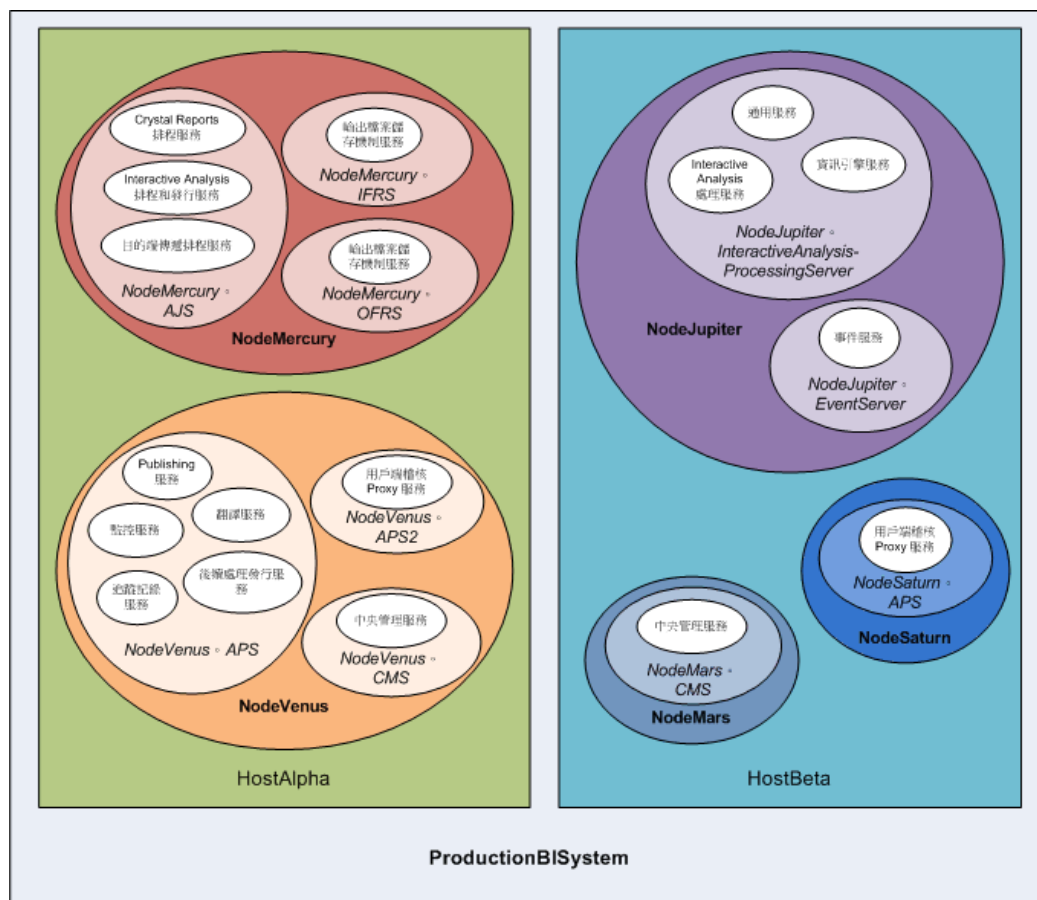 Crystal Reports
排程服務
Interactive Analysis
排程和發行服務
目的端傳遞排程服務
NodeMercury。
AJS
輸出檔案儲
存機制服務
NodeMercury。
IFRS
輸出檔案儲
存機制服務
NodeMercury。
OFRS
NodeMercury
Publishing
服務
監控服務
翻譯服務
追蹤記錄
服務
後續處理發行服
務
NodeVenus。APS
用戶端稽核
Proxy 服務
NodeVenus。
APS2
中央管理服務
NodeVenus。
CMS
NodeVenus
HostAlpha
通用服務
Interactive
Analysis
處理服務
資訊引擎服務
NodeJupiter。
InteractiveAnalysis-
ProcessingServer
NodeJupiter
事件服務
NodeJupiter。
EventServer
用戶端稽核
Proxy 服務
NodeSaturn。
APS
NodeSaturn
中央管理服務
NodeMars。
CMS
NodeMars
HostBeta
ProductionBISystem